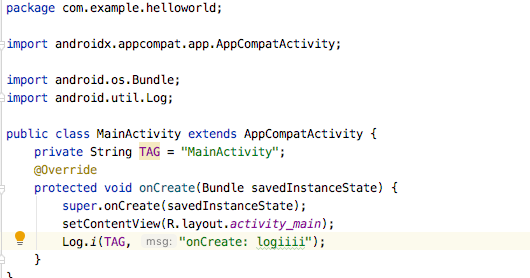 package com.example.helloworld;
import androidx.appcompat.app.AppCompatActivity;
import android.os.Bundle;
import android.util.Log;
public class MainActivity extends AppCompatActivity {
private String TAG = "MainActivity";
@Override
protected void onCreate(Bundle savedInstanceState) {
super.onCreate(savedInstanceState);
setContentView(R.layout.activity_main);
Log.i(TAG, msg: "onCreate: logiiii");
}
}